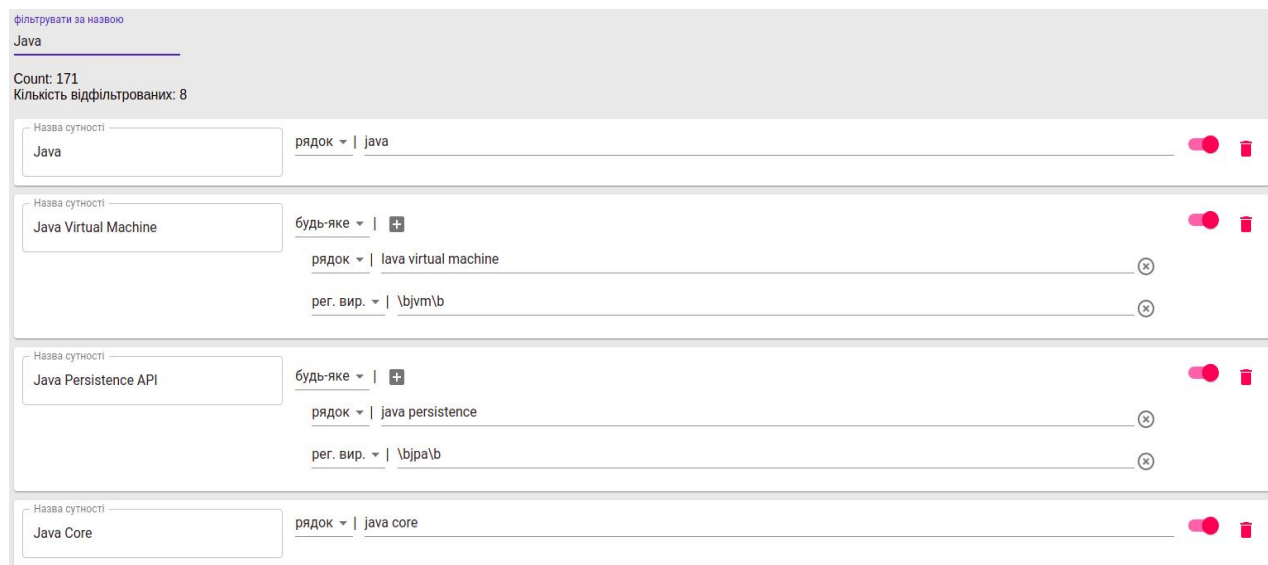 фільтрувати за назвою
Java
Count: 171
Кількість відфільтрованих: 8
Назва сутності
Java
рядок | java
Назва сутності
Java Virtual Machine
будь-яке |
рядок | lava virtual machine
рег. вир. | \bjvm\b
Назва сутності
Java Persistence API
будь-яке |
рядок | java persistence
рег. вир. | \bjpa\b
Назва сутності
Java Core
рядок | java core